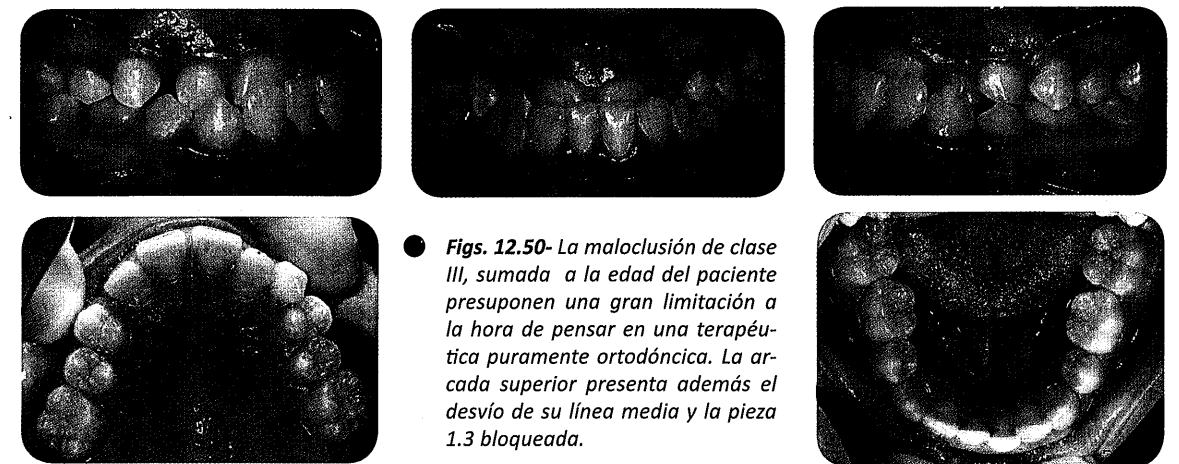 Figs. 12.50- La maloclusión de clase
III, sumada a la edad del paciente
presuponen una gran limitación a
la hora de pensar en una terapéu-
tica puramente ortodóncica. La ar-
cada superior presenta además el
desvío de su línea media y la pieza
1.3 bloqueada.